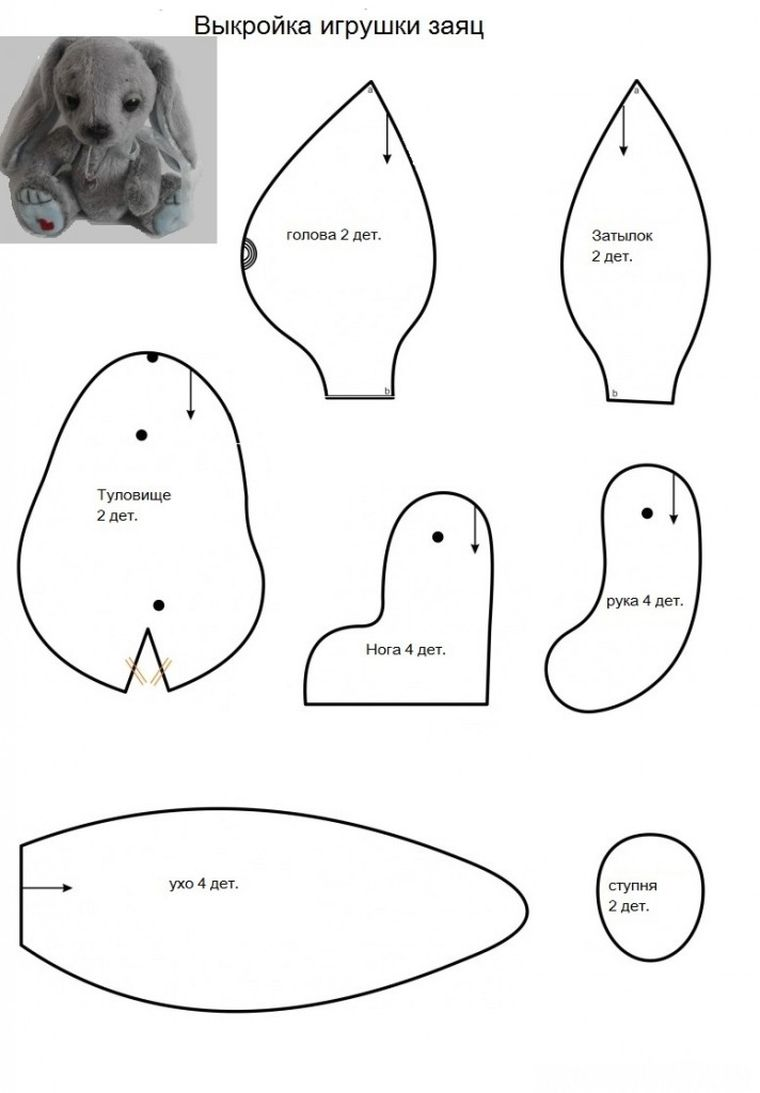 Выкройка игрушки заяц
a
a
голова 2 дет.
Затылок
2 дет.
b
b
Туловище
2 дет.
рука 4 дет.
Нога 4 дет.
ухо 4 дет.
ступня
2 дет.